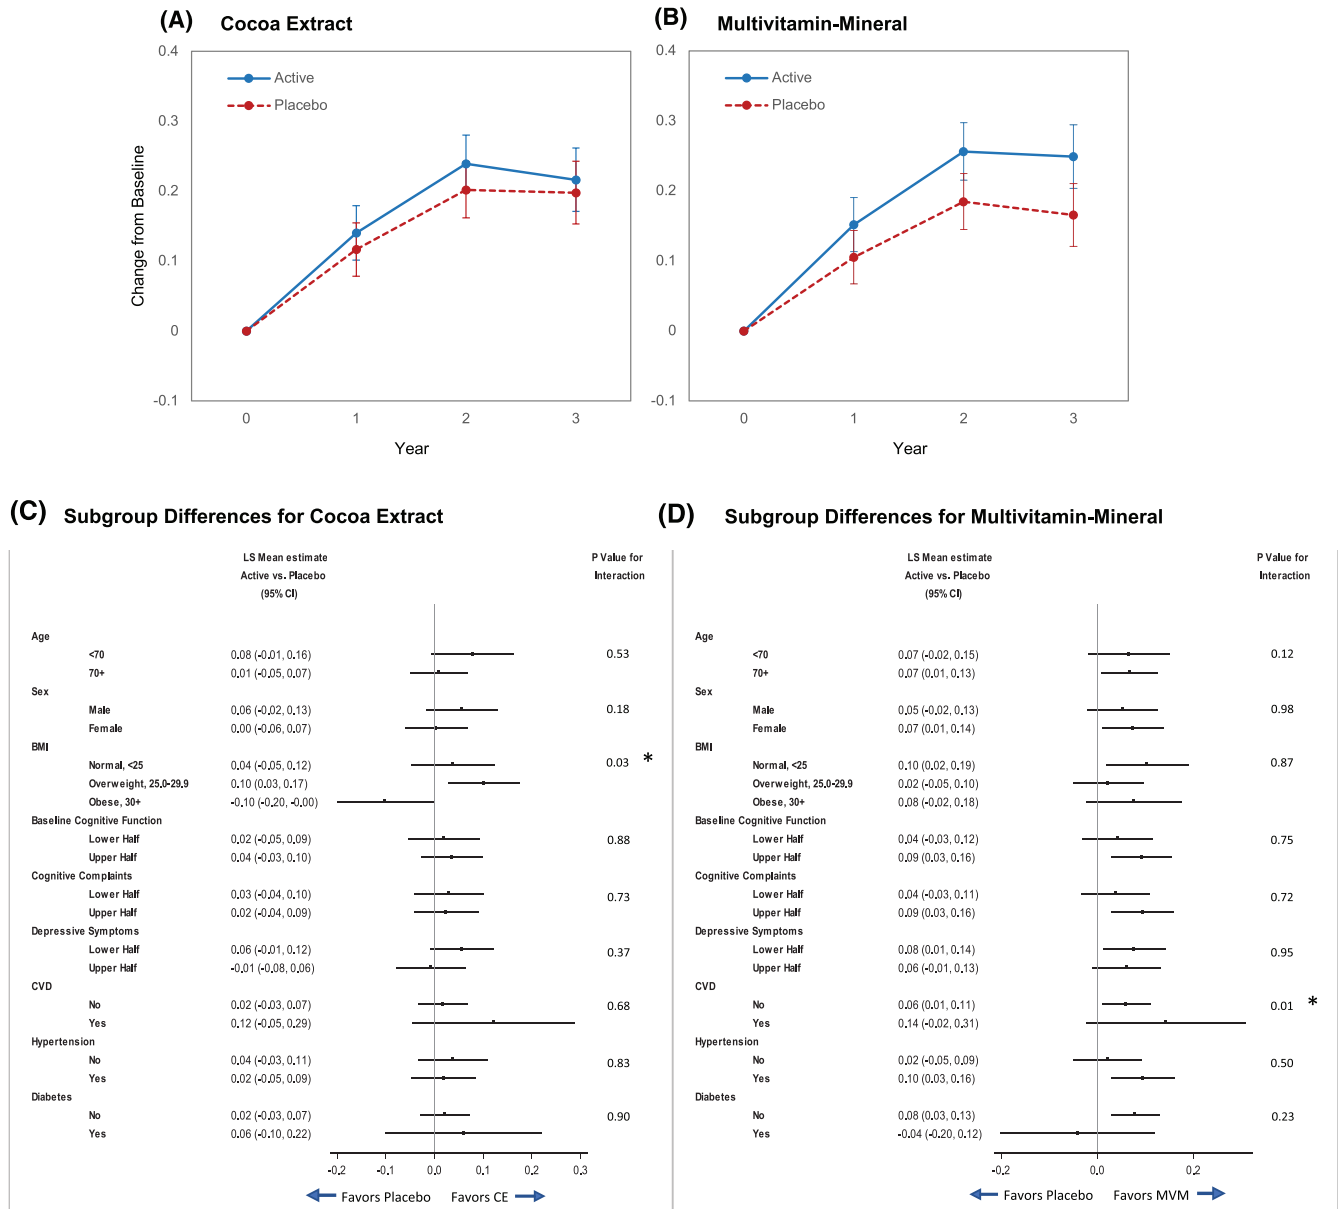 (A) Cocoa Extract
0.4
0.3
0.2
0.1
0
-0.1
Change from Baseline
Active
Placebo
0 1 2 3
Year
(B) Multivitamin-Mineral
0.4
0.3
0.2
0.1
0
-0.1
Active
Placebo
0 1 2 3
Year
(C) Subgroup Differences for Cocoa Extract
LS Mean estimate P Value for
Active vs. Placebo Interaction
(95% CI)
Age
<70 0.08 (-0.01, 0.16) 0.53
70+ 0.01 (-0.05, 0.07)
Sex
Male 0.06 (-0.02, 0.13) 0.18
Female 0.00 (-0.06, 0.07)
BMI
Normal, <25 0.04 (-0.05, 0.12) 0.03 *
Overweight, 25.0-29.9 0.10 (0.03, 0.17)
Obese, 30+ -0.10 (-0.20, -0.00)
Baseline Cognitive Function
Lower Half 0.02 (-0.05, 0.09) 0.88
Upper Half 0.04 (-0.03, 0.10)
Cognitive Complaints
Lower Half 0.03 (-0.04, 0.10) 0.73
Upper Half 0.02 (-0.04, 0.09)
Depressive Symptoms
Lower Half 0.06 (-0.01, 0.12) 0.37
Upper Half -0.01 (-0.08, 0.06)
CVD
No 0.02 (-0.03, 0.07) 0.68
Yes 0.12 (-0.05, 0.29)
Hypertension
No 0.04 (-0.03, 0.11) 0.83
Yes 0.02 (-0.05, 0.09)
Diabetes
No 0.02 (-0.03, 0.07) 0.90
Yes 0.06 (-0.10, 0.22)
-0.2 -0.1 0.0 0.1 0.2 0.3
Favors Placebo Favors CE
(D) Subgroup Differences for Multivitamin-Mineral
LS Mean estimate P Value for
Active vs. Placebo Interaction
(95% CI)
Age
<70 0.07 (-0.02, 0.15) 0.12
70+ 0.07 (0.01, 0.13)
Sex
Male 0.05 (-0.02, 0.13) 0.98
Female 0.07 (0.01, 0.14)
BMI
Normal, <25 0.10 (0.02, 0.19) 0.87
Overweight, 25.0-29.9 0.02 (-0.05, 0.10)
Obese, 30+ 0.08 (-0.02, 0.18)
Baseline Cognitive Function
Lower Half 0.04 (-0.03, 0.12) 0.75
Upper Half 0.09 (0.03, 0.16)
Cognitive Complaints
Lower Half 0.04 (-0.03, 0.11) 0.72
Upper Half 0.09 (0.03, 0.16)
Depressive Symptoms
Lower Half 0.08 (0.01, 0.14) 0.95
Upper Half 0.06 (-0.01, 0.13)
CVD
No 0.06 (0.01, 0.11) 0.01 *
Yes 0.14 (-0.02, 0.31)
Hypertension
No 0.02 (-0.05, 0.09) 0.50
Yes 0.10 (0.03, 0.16)
Diabetes
No 0.08 (0.03, 0.13) 0.23
Yes -0.04 (-0.20, 0.12)
-0.2 0.0 0.2
Favors Placebo Favors MVM